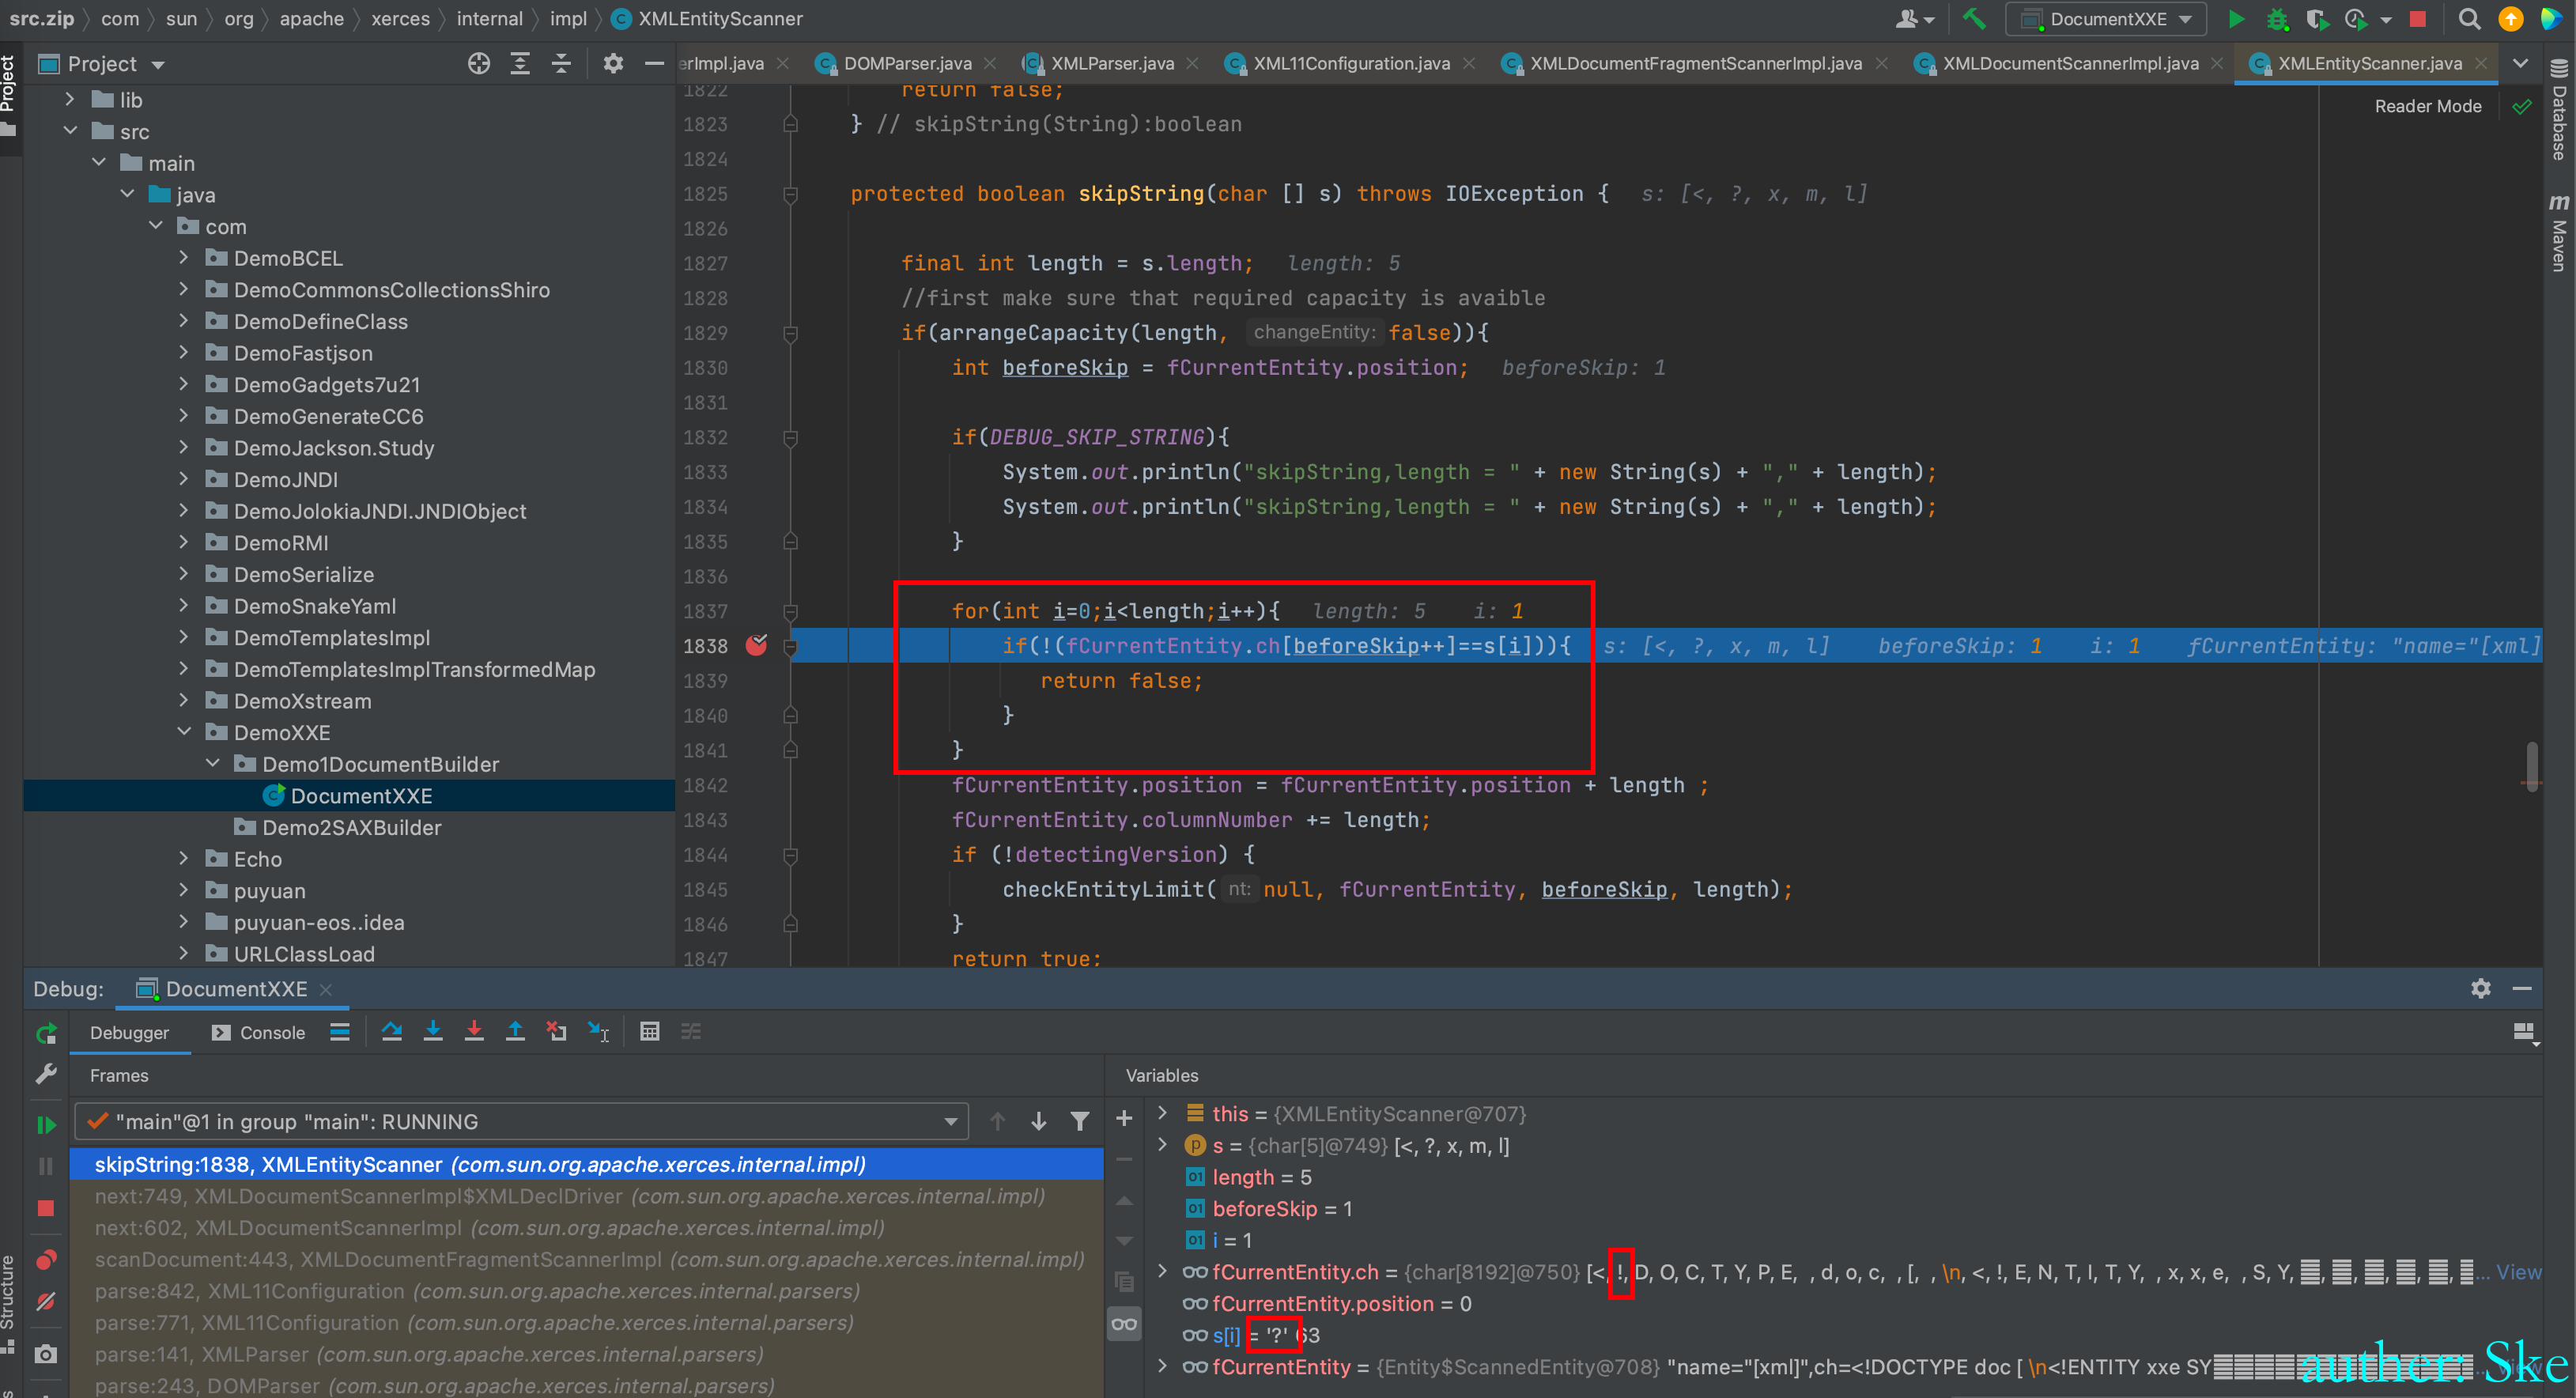 src.zip com sun org apache xerces internal impl XMLEntityScanner
DocumentXXE
Project
erImpl.java DOMParser.java XMLParser.java XML11Configuration.java XMLDocumentFragmentScannerImpl.java XMLDocumentScannerImpl.java XMLEntityScanner.java
Project
Database
Maven
Structure
Reader Mode
lib
src
main
java
com
DemoBCEL
DemoCommonsCollectionsShiro
DemoDefineClass
DemoFastjson
DemoGadgets7u21
DemoGenerateCC6
DemoJackson.Study
DemoJNDI
DemoJolokiaJNDI.JNDIObject
DemoRMI
DemoSerialize
DemoSnakeYaml
DemoTemplatesImpl
DemoTemplatesImplTransformedMap
DemoXstream
DemoXXE
Demo1DocumentBuilder
DocumentXXE
Demo2SAXBuilder
Echo
puyuan
puyuan-eos..idea
URLClassLoad
1822 return false;
1823 } // skipString(String):boolean
1824
1825 protected boolean skipString(char [] s) throws IOException { s: [<, ?, x, m, l]
1826
1827 final int length = s.length; length: 5
1828 //first make sure that required capacity is avaible
1829 if(arrangeCapacity(length, changeEntity: false)){
1830 int beforeSkip = fCurrentEntity.position; beforeSkip: 1
1831
1832 if(DEBUG_SKIP_STRING){
1833 System.out.println("skipString,length = " + new String(s) + "," + length);
1834 System.out.println("skipString,length = " + new String(s) + "," + length);
1835 }
1836
1837 for(int i=0;i<length;i++){ length: 5 i: 1
1838 if(!(fCurrentEntity.ch[beforeSkip++]==s[i])){ s: [<, ?, x, m, l] beforeSkip: 1 i: 1 fCurrentEntity: "name="[xml]
1839 return false;
1840 }
1841 }
1842 fCurrentEntity.position = fCurrentEntity.position + length ;
1843 fCurrentEntity.columnNumber += length;
1844 if (!detectingVersion) {
1845 checkEntityLimit( nt: null, fCurrentEntity, beforeSkip, length);
1846 }
1847 return true;
Debug: DocumentXXE
Debugger Console
Frames
"main"@1 in group "main": RUNNING
skipString:1838, XMLEntityScanner (com.sun.org.apache.xerces.internal.impl)
next:749, XMLDocumentScannerImpl$XMLDeclDriver (com.sun.org.apache.xerces.internal.impl)
next:602, XMLDocumentScannerImpl (com.sun.org.apache.xerces.internal.impl)
scanDocument:443, XMLDocumentFragmentScannerImpl (com.sun.org.apache.xerces.internal.impl)
parse:842, XML11Configuration (com.sun.org.apache.xerces.internal.parsers)
parse:771, XML11Configuration (com.sun.org.apache.xerces.internal.parsers)
parse:141, XMLParser (com.sun.org.apache.xerces.internal.parsers)
parse:243, DOMParser (com.sun.org.apache.xerces.internal.parsers)
Variables
this = {XMLEntityScanner@707}
s = {char[5]@749} [<, ?, x, m, l]
length = 5
beforeSkip = 1
i = 1
fCurrentEntity.ch = {char[8192]@750} [<, !, D, O, C, T, Y, P, E, , d, o, c, , [, , \n, <, !, E, N, T, I, T, Y, , x, x, e, , S, Y, ... View
fCurrentEntity.position = 0
s[i] = '?' 63
fCurrentEntity = {Entity$ScannedEntity@708} "name="[xml]",ch=<!DOCTYPE doc [ \n<!ENTITY xxe SY
auther: Ske